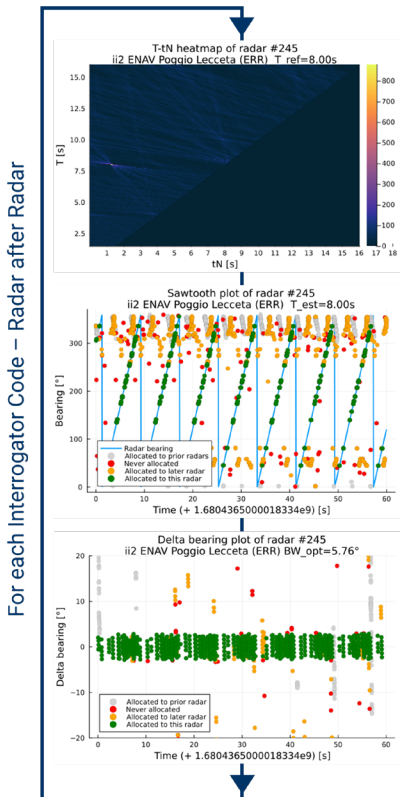 For each Interrogator Code – Radar after Radar
T-tN heatmap of radar #245
ii2 ENAV Poggio Lecceta (ERR) T_ref=8.00s
15.0
12.5
10.0
7.5
5.0
2.5
T [s]
1 2 3 4 5 6 7 8 9 10 11 12 13 14 15 16 17 18
tN [s]
800
700
600
500
400
300
200
100
0
Sawtooth plot of radar #245
ii2 ENAV Poggio Lecceta (ERR) T_est=8.00s
300
200
100
0
Bearing [°]
Radar bearing
Allocated to prior radars
Never allocated
Allocated to later radar
Allocated to this radar
0 10 20 30 40 50 60
Time (+ 1.6804365000018334e9) [s]
Delta bearing plot of radar #245
ii2 ENAV Poggio Lecceta (ERR) BW_opt=5.76°
20
10
0
−10
−20
Delta bearing [°]
Allocated to prior radar
Never allocated
Allocated to later radar
Allocated to this radar
0 10 20 30 40 50 60
Time (+ 1.6804365000018334e9) [s]